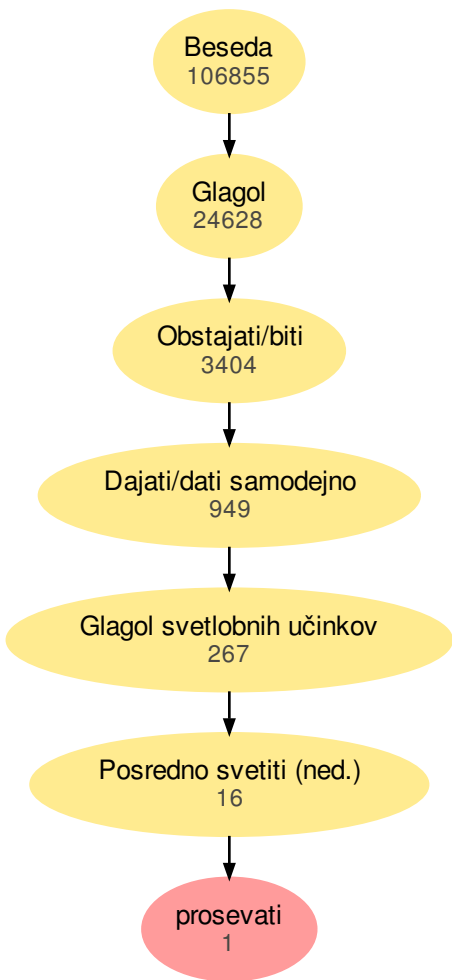 Beseda
106855
Glagol
24628
Obstajati/biti
3404
Dajati/dati samodejno
949
Glagol svetlobnih učinkov
267
Posredno svetiti (ned.)
16
prosevati
1